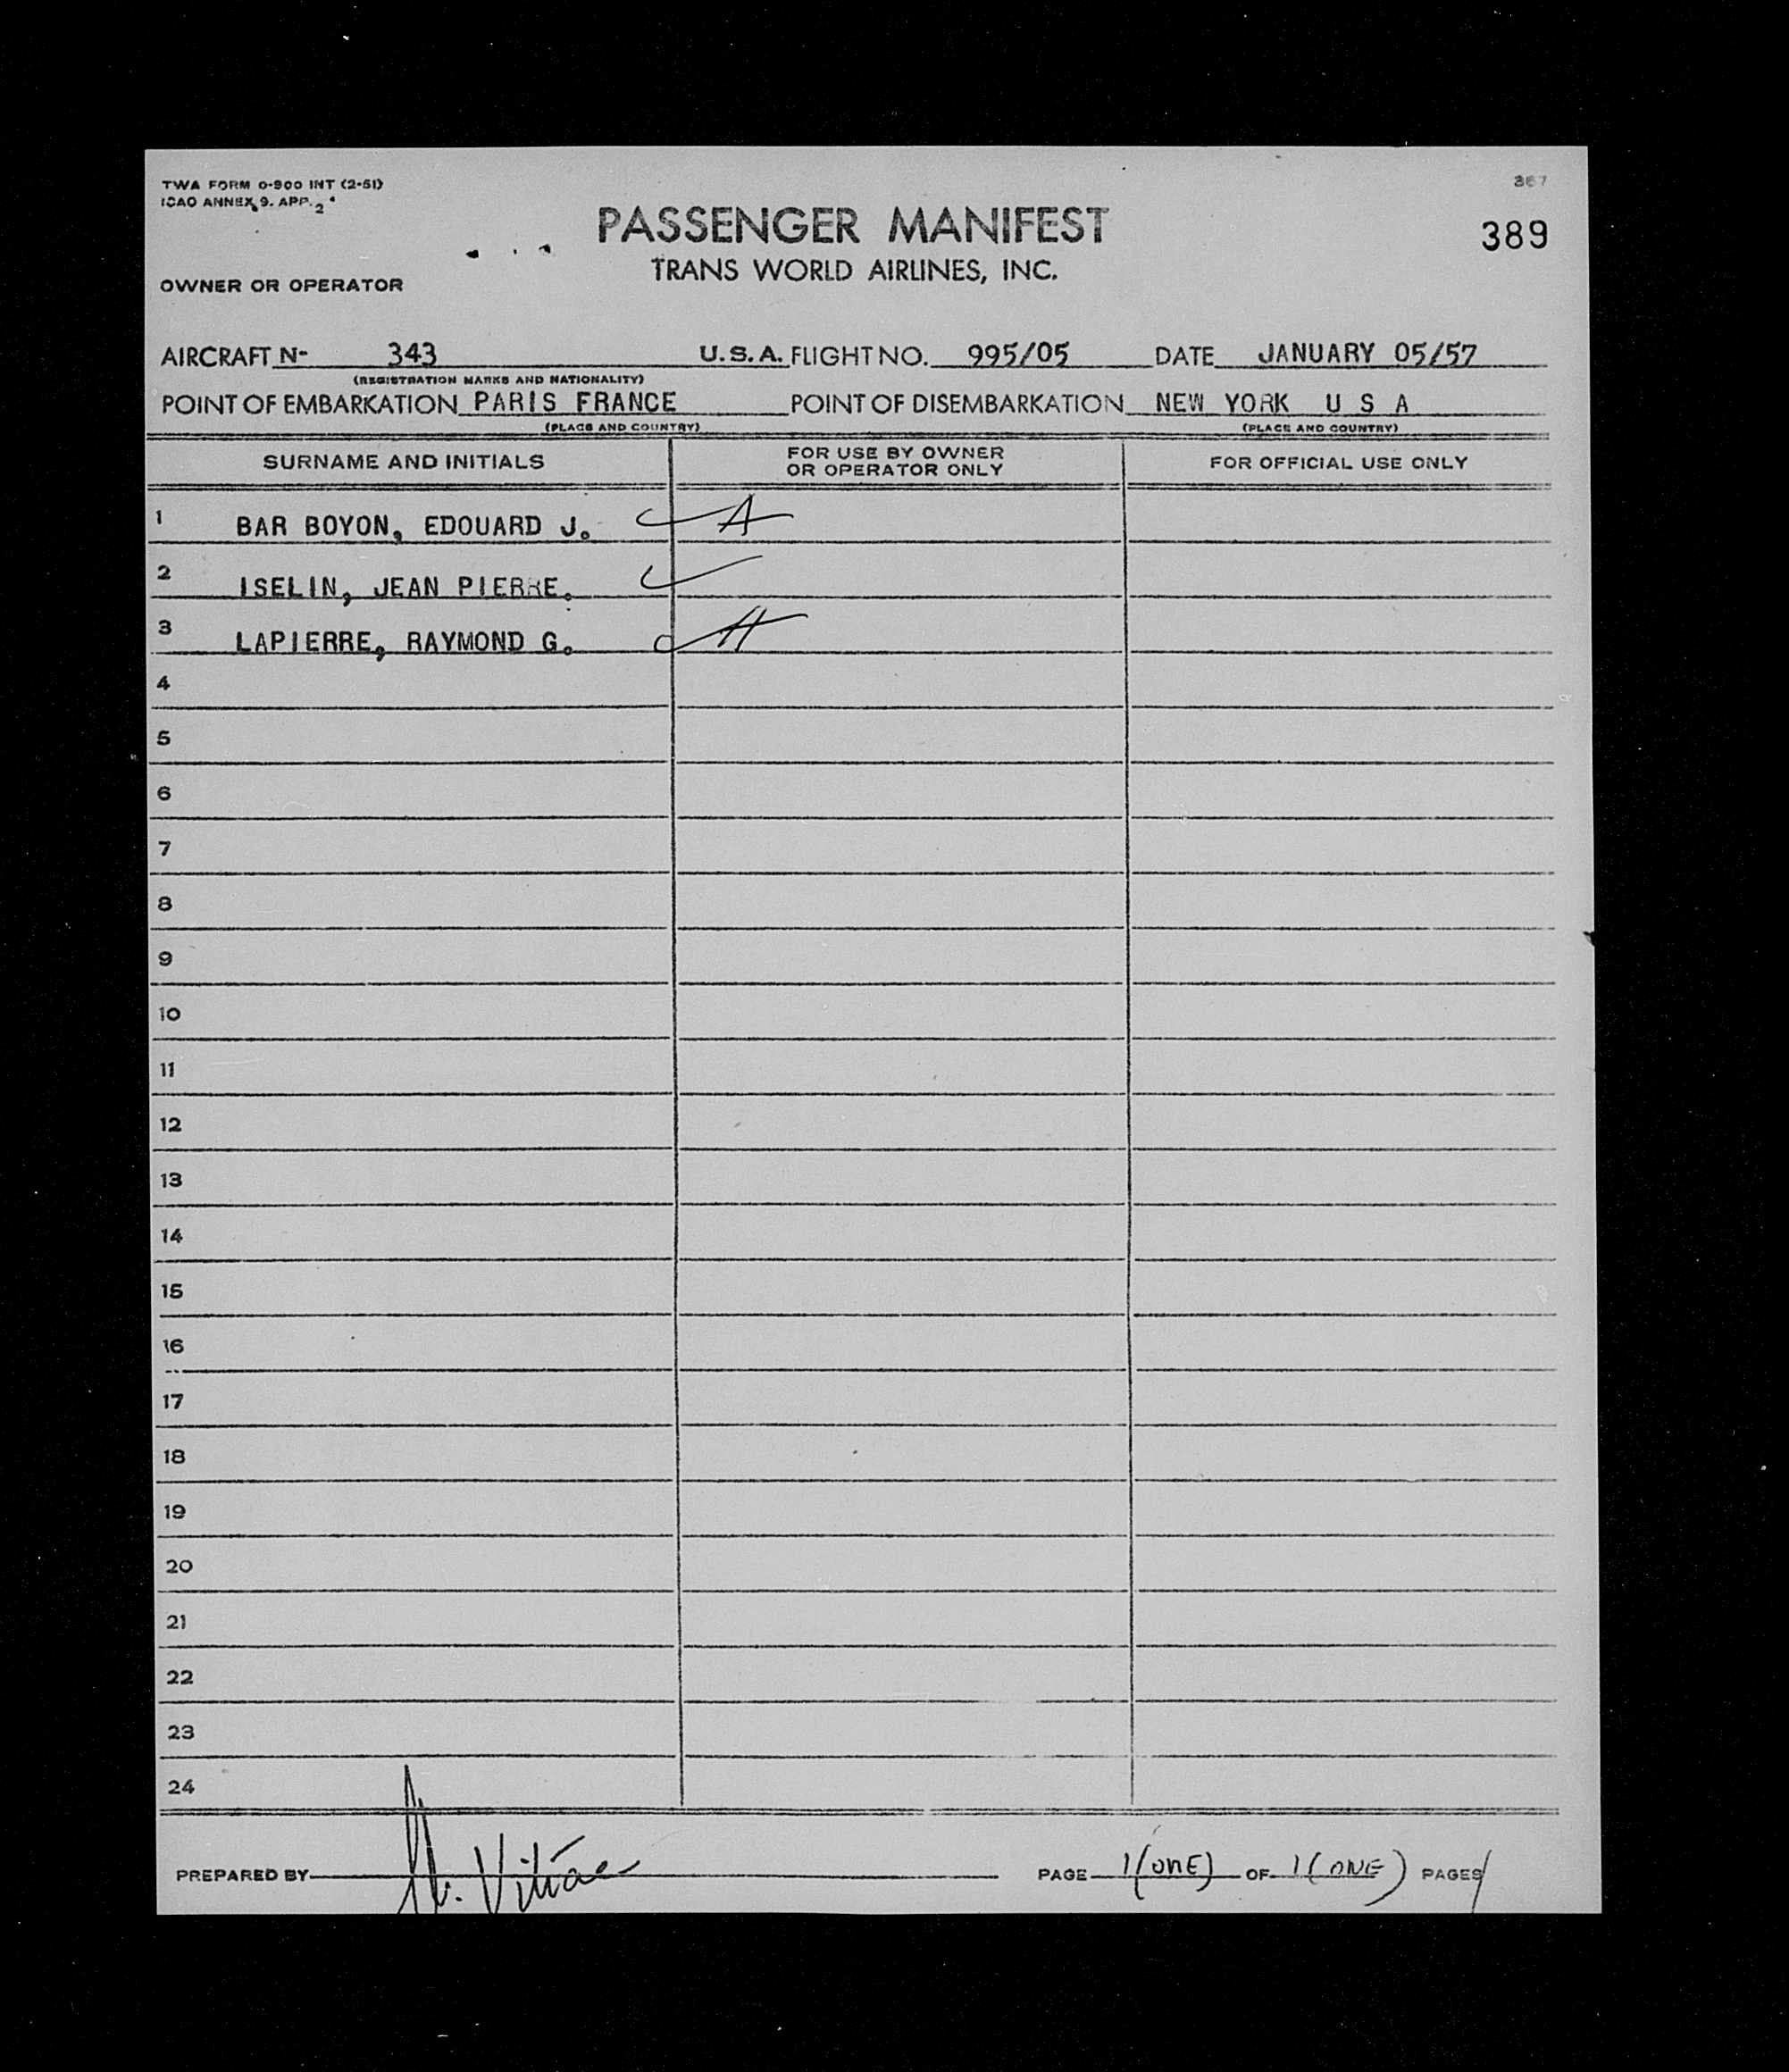 TWA FORM 0-900 INT (2-51)
ICAO ANNEX 9. APP. 2
367
PASSENGER MANIFEST
389
TRANS WORLD AIRLINES, INC.
OWNER OR OPERATOR
AIRCRAFT N- 343 U.S.A. FLIGHT NO. 995/05 DATE JANUARY 05/57
(REGISTRATION MARKS AND NATIONALITY)
POINT OF EMBARKATION PARIS FRANCE POINT OF DISEMBARKATION NEW YORK U S A
(PLACE AND COUNTRY) (PLACE AND COUNTRY)
SURNAME AND INITIALS FOR USE BY OWNER OR OPERATOR ONLY FOR OFFICIAL USE ONLY
1 BAR BOYON, EDOUARD J. A
2 ISELIN, JEAN PIERRE.
3 LAPIERRE, RAYMOND G.
4
5
6
7
8
9
10
11
12
13
14
15
16
17
18
19
20
21
22
23
24
PREPARED BY PAGE 1(ONE) OF 1(ONE) PAGES